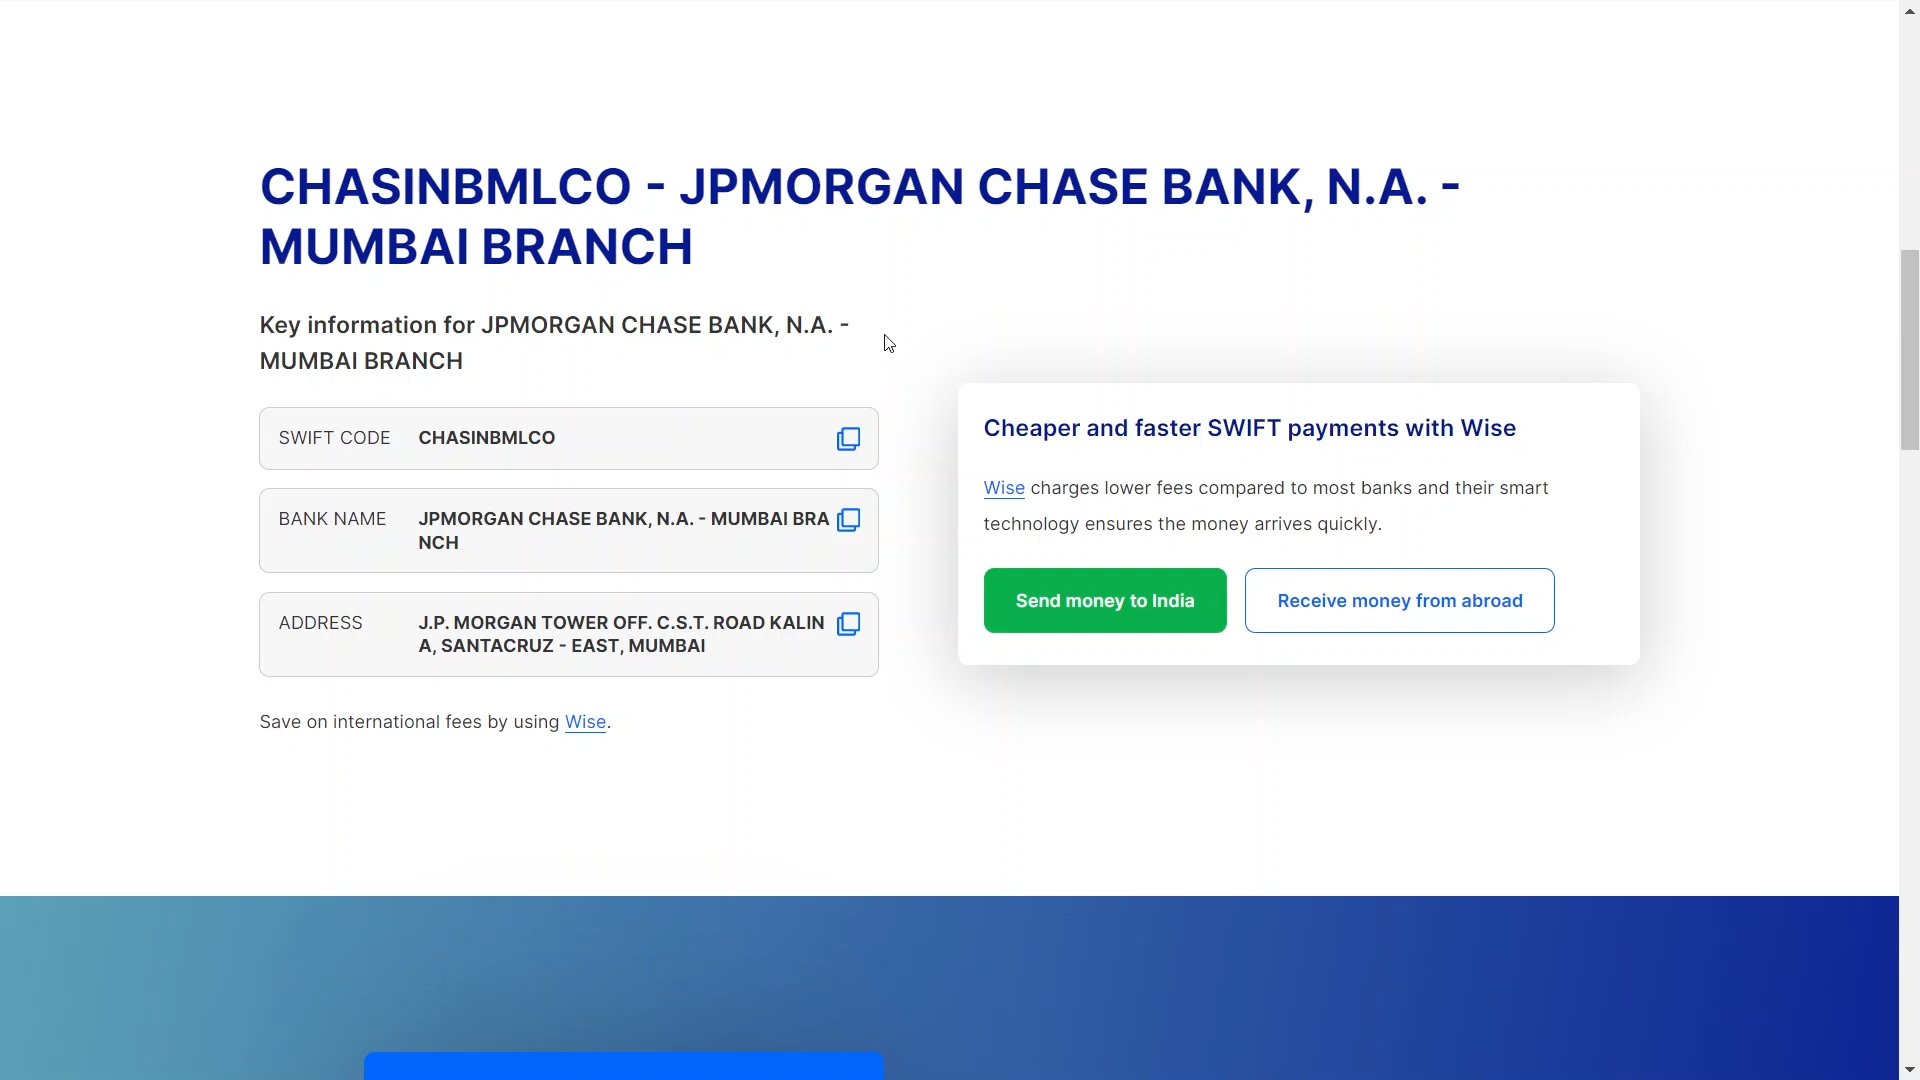 CHASINBMLCO - JPMORGAN CHASE BANK, N.A. -
MUMBAI BRANCH
Key information for JPMORGAN CHASE BANK, N.A. -
MUMBAI BRANCH
SWIFT CODE CHASINBMLCO
BANK NAME JPMORGAN CHASE BANK, N.A. - MUMBAI BRA
NCH
ADDRESS J.P. MORGAN TOWER OFF. C.S.T. ROAD KALIN
A, SANTACRUZ - EAST, MUMBAI
Save on international fees by using Wise.
Cheaper and faster SWIFT payments with Wise
Wise charges lower fees compared to most banks and their smart
technology ensures the money arrives quickly.
Send money to India Receive money from abroad